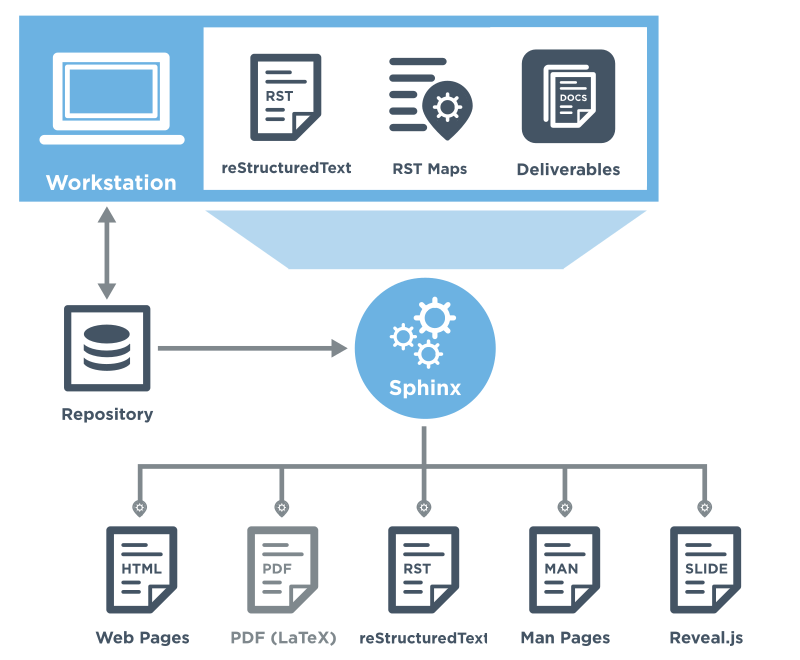 RST
DOCS
reStructuredText
RST Maps
Deliverables
Workstation
Sphinx
Repository
HTML
PDF
RST
MAN
SLIDE
Web Pages
PDF (LaTeX)
reStructuredText
Man Pages
Reveal.js